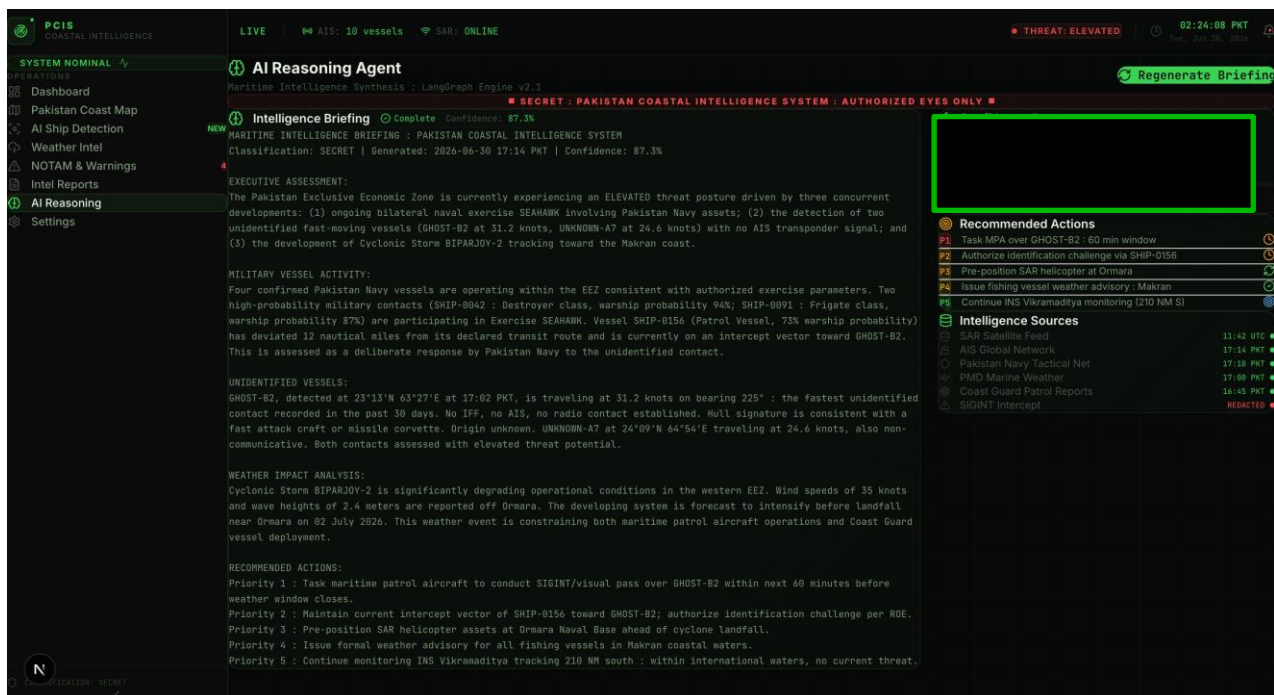 PCIS
COASTAL INTELLIGENCE
LIVE
AIS: 10 vessels
SAR: ONLINE
THREAT: ELEVATED
02:24:08 PKT
Tue, Jun 30, 2026
SYSTEM NOMINAL
OPERATIONS
Dashboard
Pakistan Coast Map
AI Ship Detection NEW
Weather Intel
NOTAM & Warnings 4
Intel Reports
AI Reasoning
Settings
AI Reasoning Agent
Maritime Intelligence Synthesis : LangGraph Engine v2.1
Regenerate Briefing
SECRET : PAKISTAN COASTAL INTELLIGENCE SYSTEM : AUTHORIZED EYES ONLY
Intelligence Briefing Complete Confidence: 87.3%
MARITIME INTELLIGENCE BRIEFING : PAKISTAN COASTAL INTELLIGENCE SYSTEM
Classification: SECRET | Generated: 2026-06-30 17:14 PKT | Confidence: 87.3%
EXECUTIVE ASSESSMENT:
The Pakistan Exclusive Economic Zone is currently experiencing an ELEVATED threat posture driven by three concurrent
developments: (1) ongoing bilateral naval exercise SEAHAWK involving Pakistan Navy assets; (2) the detection of two
unidentified fast-moving vessels (GHOST-B2 at 31.2 knots, UNKNOWN-A7 at 24.6 knots) with no AIS transponder signal; and
(3) the development of Cyclonic Storm BIPARJOY-2 tracking toward the Makran coast.
MILITARY VESSEL ACTIVITY:
Four confirmed Pakistan Navy vessels are operating within the EEZ consistent with authorized exercise parameters. Two
high-probability military contacts (SHIP-0042 : Destroyer class, warship probability 94%; SHIP-0091 : Frigate class,
warship probability 87%) are participating in Exercise SEAHAWK. Vessel SHIP-0156 (Patrol Vessel, 73% warship probability)
has deviated 12 nautical miles from its declared transit route and is currently on an intercept vector toward GHOST-B2.
This is assessed as a deliberate response by Pakistan Navy to the unidentified contact.
UNIDENTIFIED VESSELS:
GHOST-B2, detected at 23°13'N 63°27'E at 17:02 PKT, is traveling at 31.2 knots on bearing 225° : the fastest unidentified
contact recorded in the past 30 days. No IFF, no AIS, no radio contact established. Hull signature is consistent with a
fast attack craft or missile corvette. Origin unknown. UNKNOWN-A7 at 24°09'N 64°54'E traveling at 24.6 knots, also non-
communicative. Both contacts assessed with elevated threat potential.
WEATHER IMPACT ANALYSIS:
Cyclonic Storm BIPARJOY-2 is significantly degrading operational conditions in the western EEZ. Wind speeds of 35 knots
and wave heights of 2.4 meters are reported off Ormara. The developing system is forecast to intensify before landfall
near Ormara on 02 July 2026. This weather event is constraining both maritime patrol aircraft operations and Coast Guard
vessel deployment.
RECOMMENDED ACTIONS:
Priority 1 : Task maritime patrol aircraft to conduct SIGINT/visual pass over GHOST-B2 within next 60 minutes before
weather window closes.
Priority 2 : Maintain current intercept vector of SHIP-0156 toward GHOST-B2; authorize identification challenge per ROE.
Priority 3 : Pre-position SAR helicopter assets at Ormara Naval Base ahead of cyclone landfall.
Priority 4 : Issue formal weather advisory for all fishing vessels in Makran coastal waters.
Priority 5 : Continue monitoring INS Vikramaditya tracking 210 NM south : within international waters, no current threat.
Recommended Actions
P1 Task MPA over GHOST-B2 : 60 min window
P2 Authorize identification challenge via SHIP-0156
P3 Pre-position SAR helicopter at Ormara
P4 Issue fishing vessel weather advisory : Makran
P5 Continue INS Vikramaditya monitoring (210 NM S)
Intelligence Sources
SAR Satellite Feed 11:42 UTC
AIS Global Network 17:14 PKT
Pakistan Navy Tactical Net 17:10 PKT
PMD Marine Weather 17:00 PKT
Coast Guard Patrol Reports 16:45 PKT
SIGINT Intercept REDACTED
N
SECRET